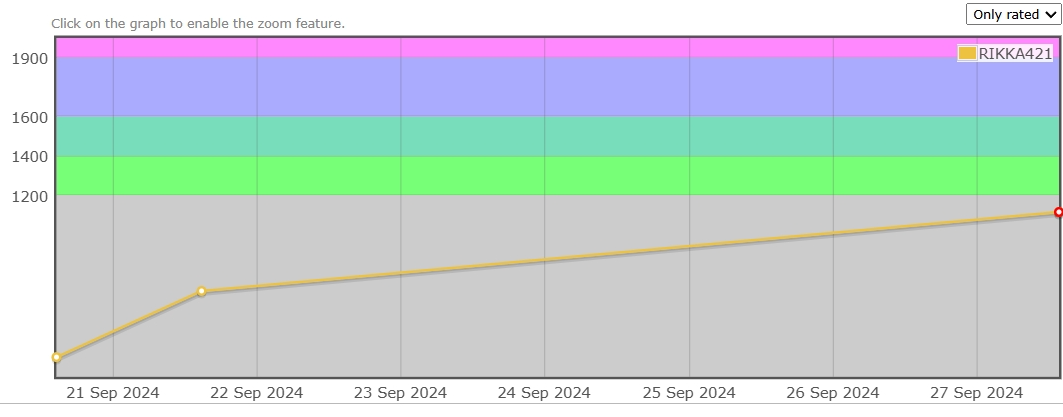 Click on the graph to enable the zoom feature.
Only rated
RIKKA421
1900
1600
1400
1200
21 Sep 2024 22 Sep 2024 23 Sep 2024 24 Sep 2024 25 Sep 2024 26 Sep 2024 27 Sep 2024